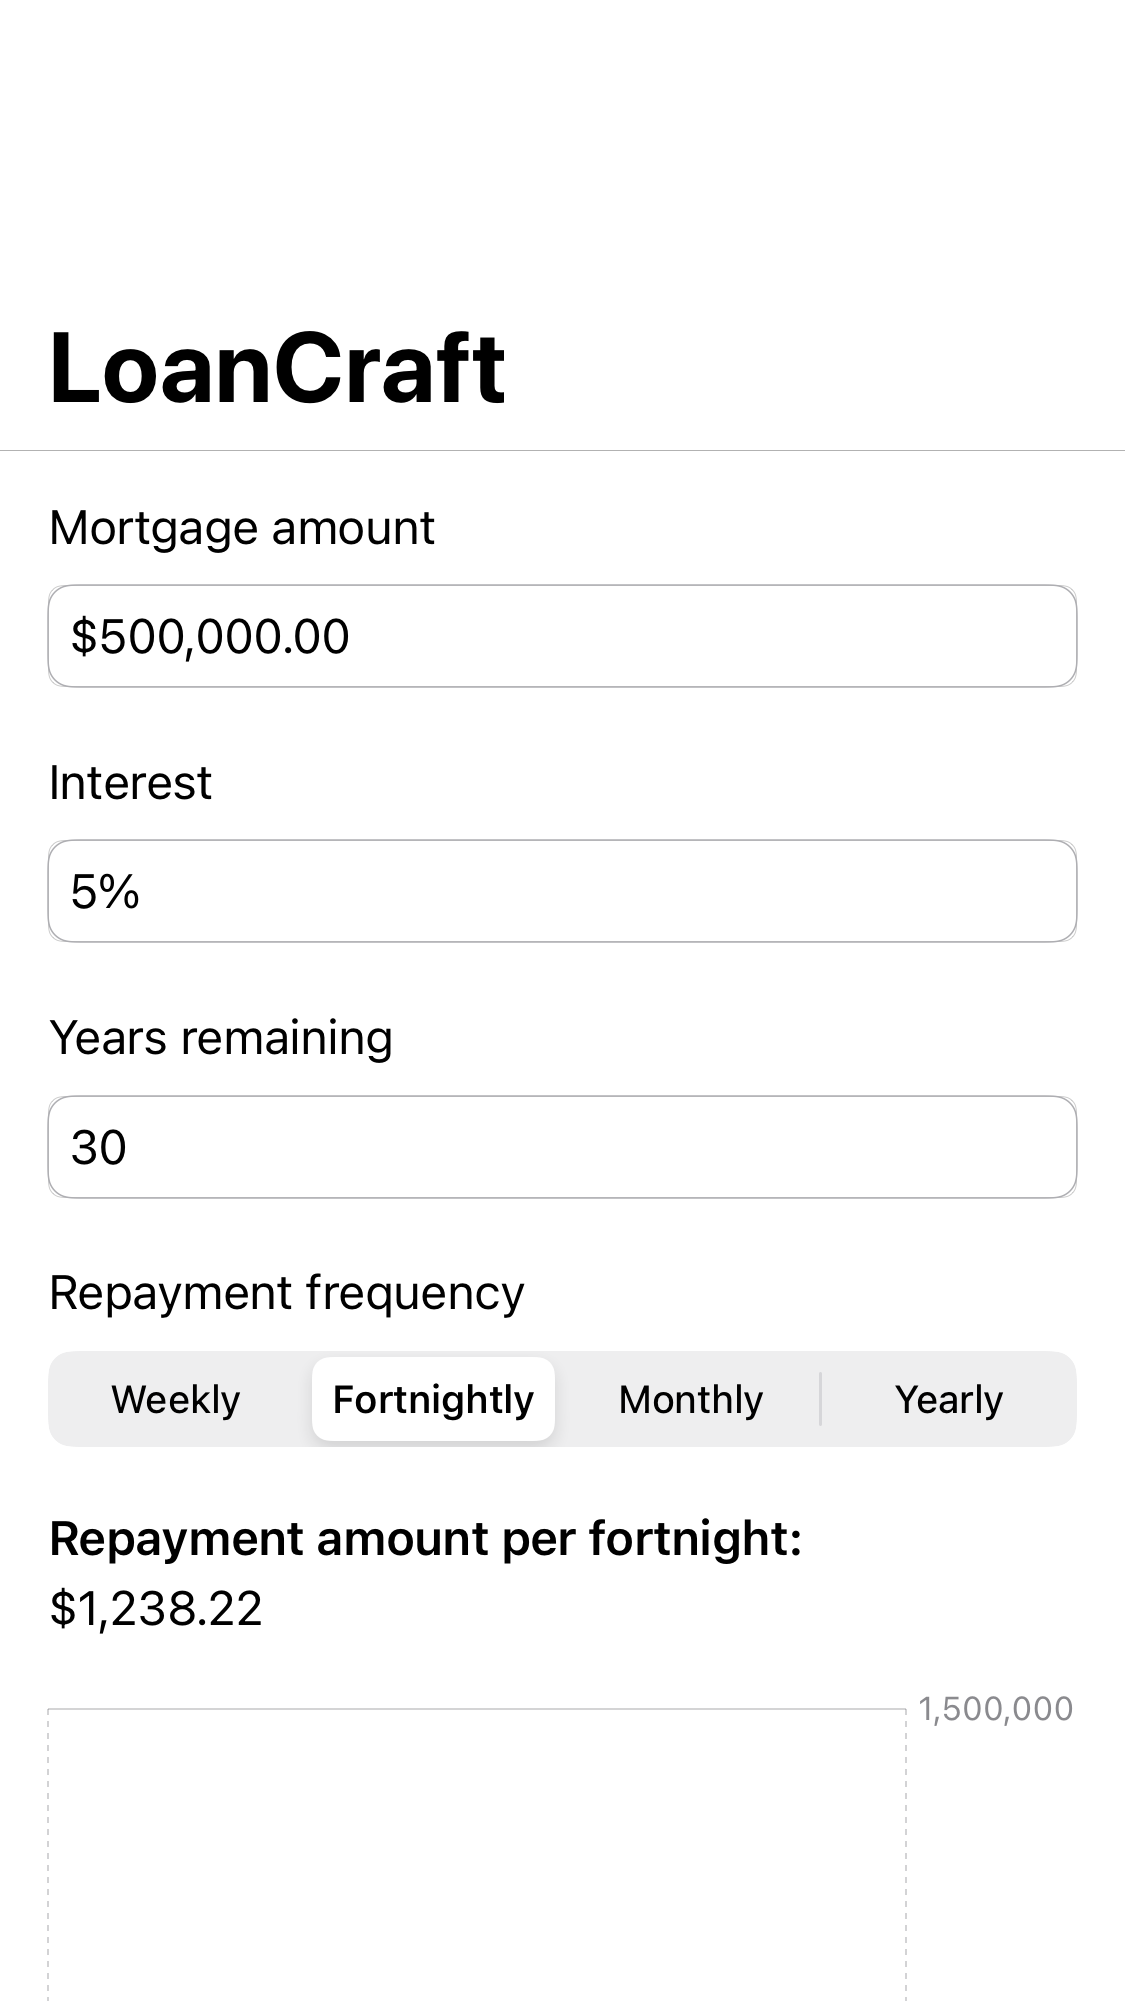 LoanCraft
Mortgage amount
$500,000.00
Interest
5%
Years remaining
30
Repayment frequency
Weekly Fortnightly Monthly Yearly
Repayment amount per fortnight:
$1,238.22
1,500,000